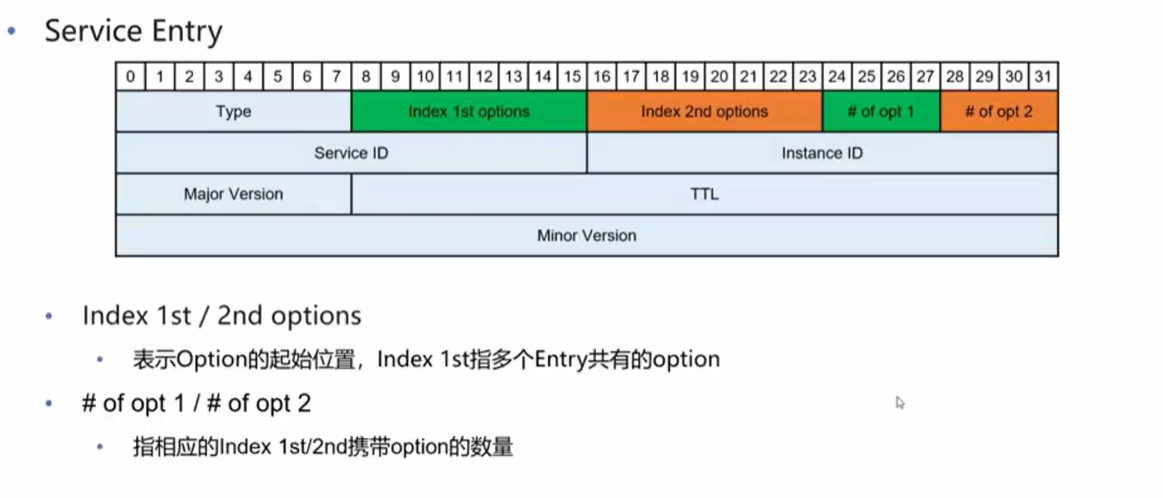 Service Entry
0 1 2 3 4 5 6 7 8 9 10 11 12 13 14 15 16 17 18 19 20 21 22 23 24 25 26 27 28 29 30 31
Type Index 1st options Index 2nd options # of opt 1 # of opt 2
Service ID Instance ID
Major Version TTL
Minor Version
Index 1st / 2nd options
表示Option的起始位置，Index 1st指多个Entry共有的option
# of opt 1 / # of opt 2
指相应的Index 1st/2nd携带option的数量